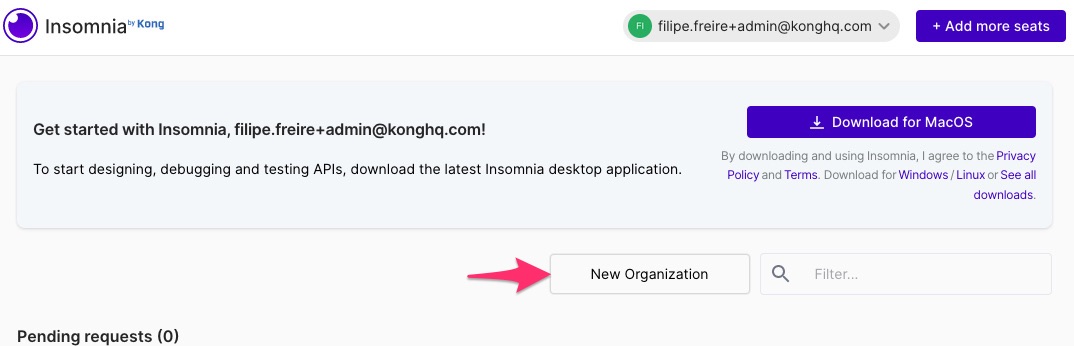 Insomnia by Kong
FI filipe.freire+admin@konghq.com
+ Add more seats
Get started with Insomnia, filipe.freire+admin@konghq.com!
To start designing, debugging and testing APIs, download the latest Insomnia desktop application.
Download for MacOS
By downloading and using Insomnia, I agree to the Privacy
Policy and Terms. Download for Windows / Linux or See all
downloads.
New Organization
Filter...
Pending requests (0)